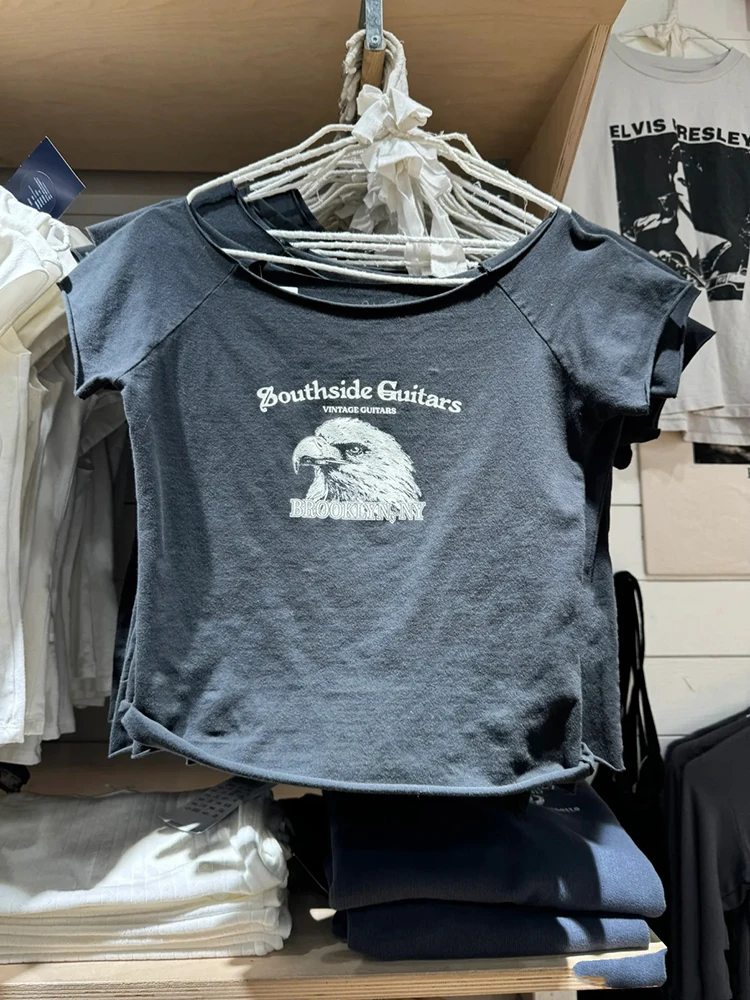 Southside Guitars
VINTAGE GUITARS
BROOKLYN, NY
ELVIS PRESLEY